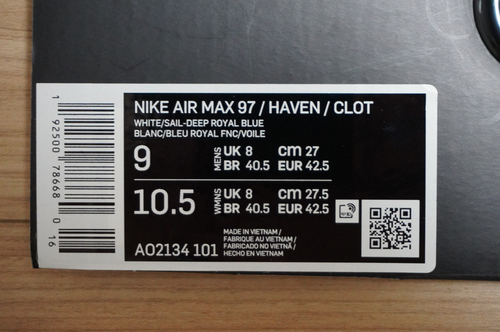 NIKE AIR MAX 97 / HAVEN / CLOT
WHITE/SAIL-DEEP ROYAL BLUE
BLANC/BLEU ROYAL FNC/VOILE
9 MENS UK 8 cm 27
BR 40.5 EUR 42.5
10.5 WMNS UK 8 cm 27.5
BR 40.5 EUR 42.5
AO2134 101
MADE IN VIETNAM /
FABRIQUE AU VIETNAM /
FABRICADO NO VIETNÃ /
HECHO EN VIETNAM
1 92500 78668 0 16